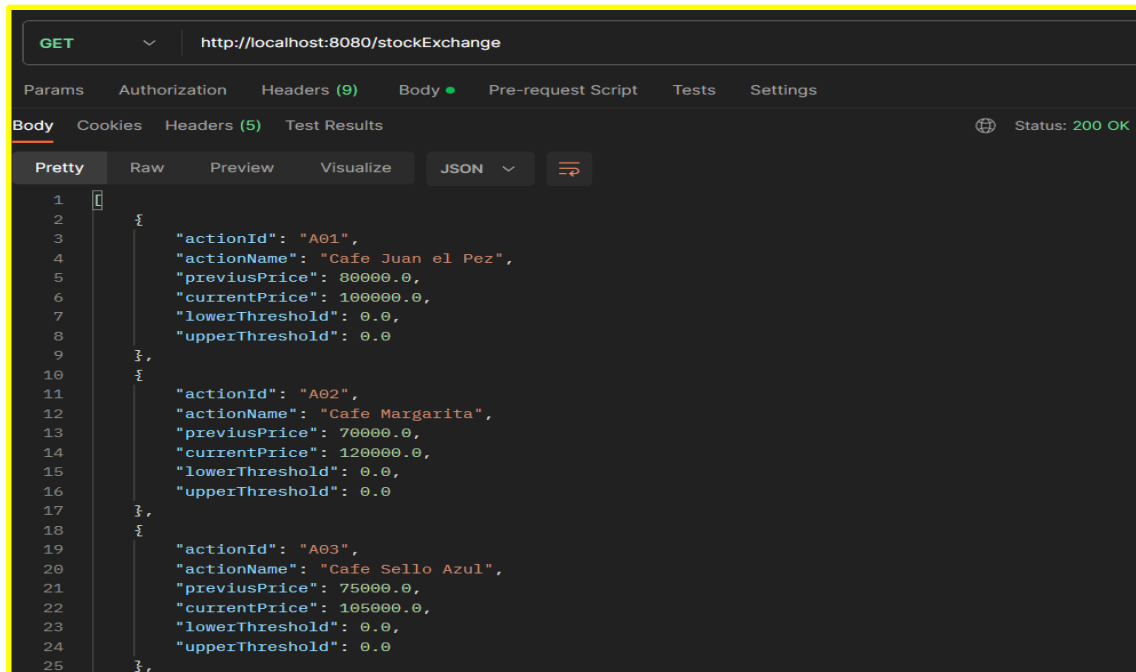 GET http://localhost:8080/stockExchange
Params Authorization Headers (9) Body Pre-request Script Tests Settings
Body Cookies Headers (5) Test Results Status: 200 OK
Pretty Raw Preview Visualize JSON
1 [
2 {
3 "actionId": "A01",
4 "actionName": "Cafe Juan el Pez",
5 "previusPrice": 80000.0,
6 "currentPrice": 100000.0,
7 "lowerThreshold": 0.0,
8 "upperThreshold": 0.0
9 },
10 {
11 "actionId": "A02",
12 "actionName": "Cafe Margarita",
13 "previusPrice": 70000.0,
14 "currentPrice": 120000.0,
15 "lowerThreshold": 0.0,
16 "upperThreshold": 0.0
17 },
18 {
19 "actionId": "A03",
20 "actionName": "Cafe Sello Azul",
21 "previusPrice": 75000.0,
22 "currentPrice": 105000.0,
23 "lowerThreshold": 0.0,
24 "upperThreshold": 0.0
25 },